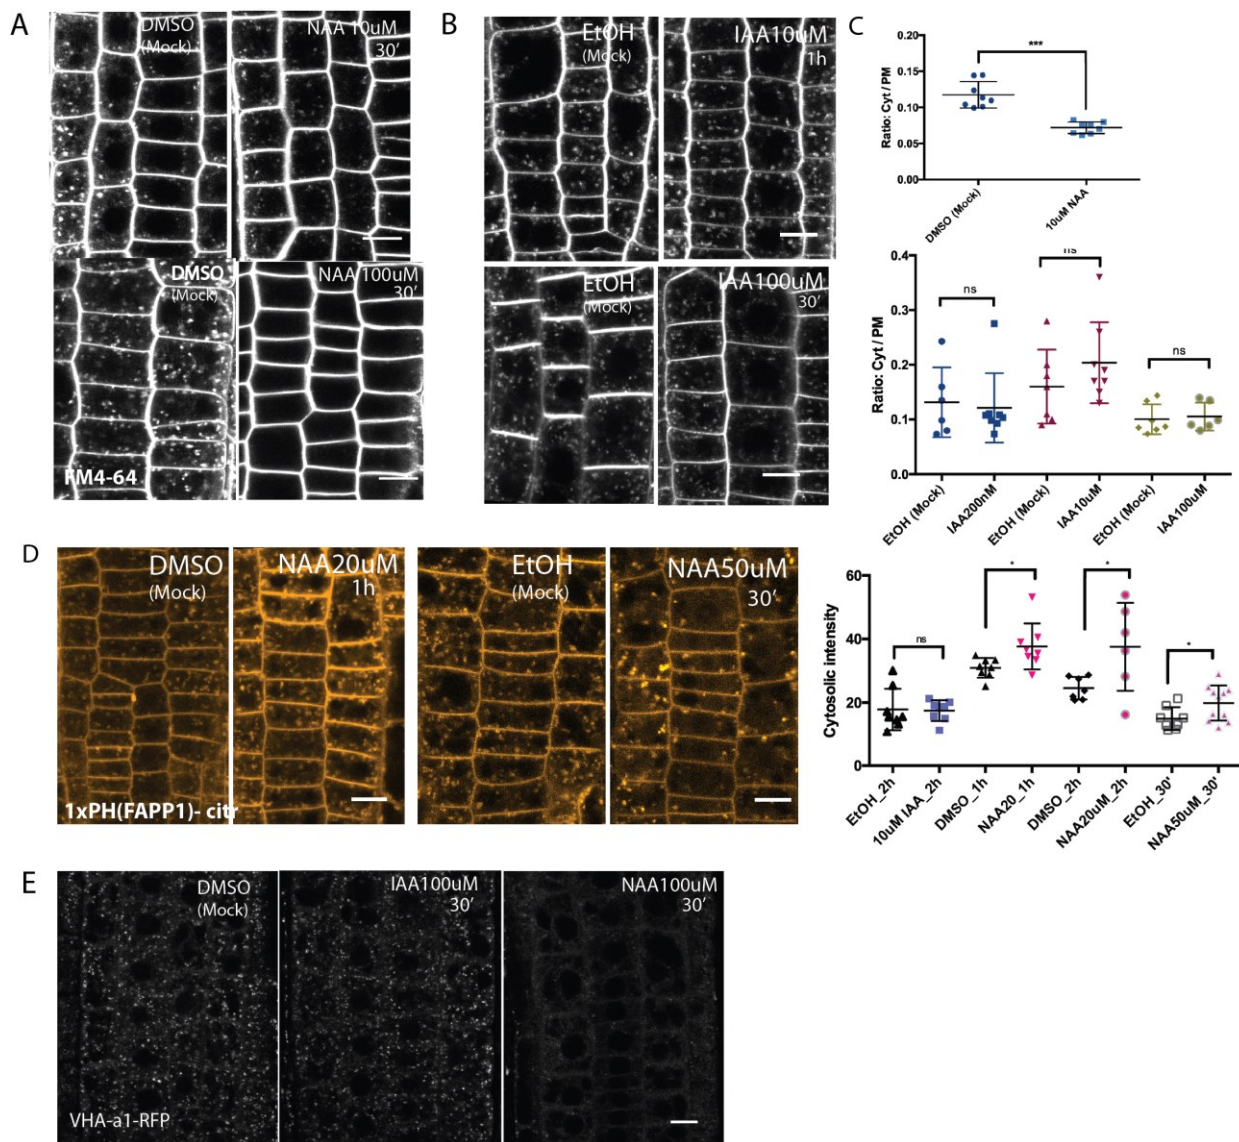 A
DMSO
(Mock)
NAA 10uM
30'
DMSO
(Mock)
NAA 100uM
30'
FM4-64
B
EtOH
(Mock)
IAA10uM
1h
EtOH
(Mock)
IAA100uM
30'
C
Ratio: Cyt / PM
0.20
0.15
0.10
0.05
0.00
***
DMSO (Mock)
10uM NAA
Ratio: Cyt / PM
0.4
0.3
0.2
0.1
0.0
ns
ns
ns
EtOH (Mock)
IAA200nM
EtOH (Mock)
IAA10uM
EtOH (Mock)
IAA100uM
D
DMSO
(Mock)
NAA20uM
1h
EtOH
(Mock)
NAA50uM
30'
1xPH(FAPP1)- citr
Cytosolic intensity
60
40
20
0
ns
*
*
*
EtOH_2h
10uM IAA_2h
DMSO_1h
NAA20_1h
DMSO_2h
NAA20uM_2h
EtOH_30'
NAA50uM_30'
E
DMSO
(Mock)
IAA100uM
30'
NAA100uM
30'
VHA-a1-RFP